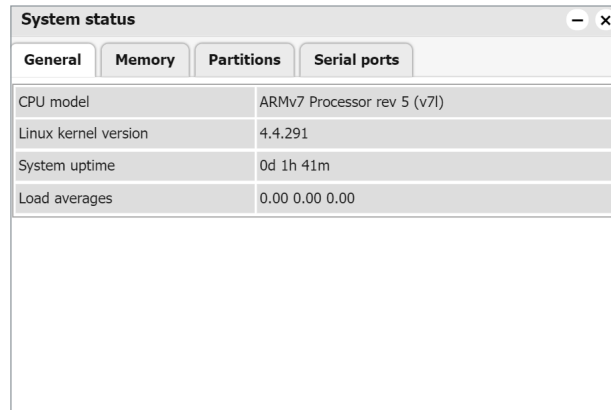 System status
General Memory Partitions Serial ports
CPU model ARMv7 Processor rev 5 (v7l)
Linux kernel version 4.4.291
System uptime 0d 1h 41m
Load averages 0.00 0.00 0.00